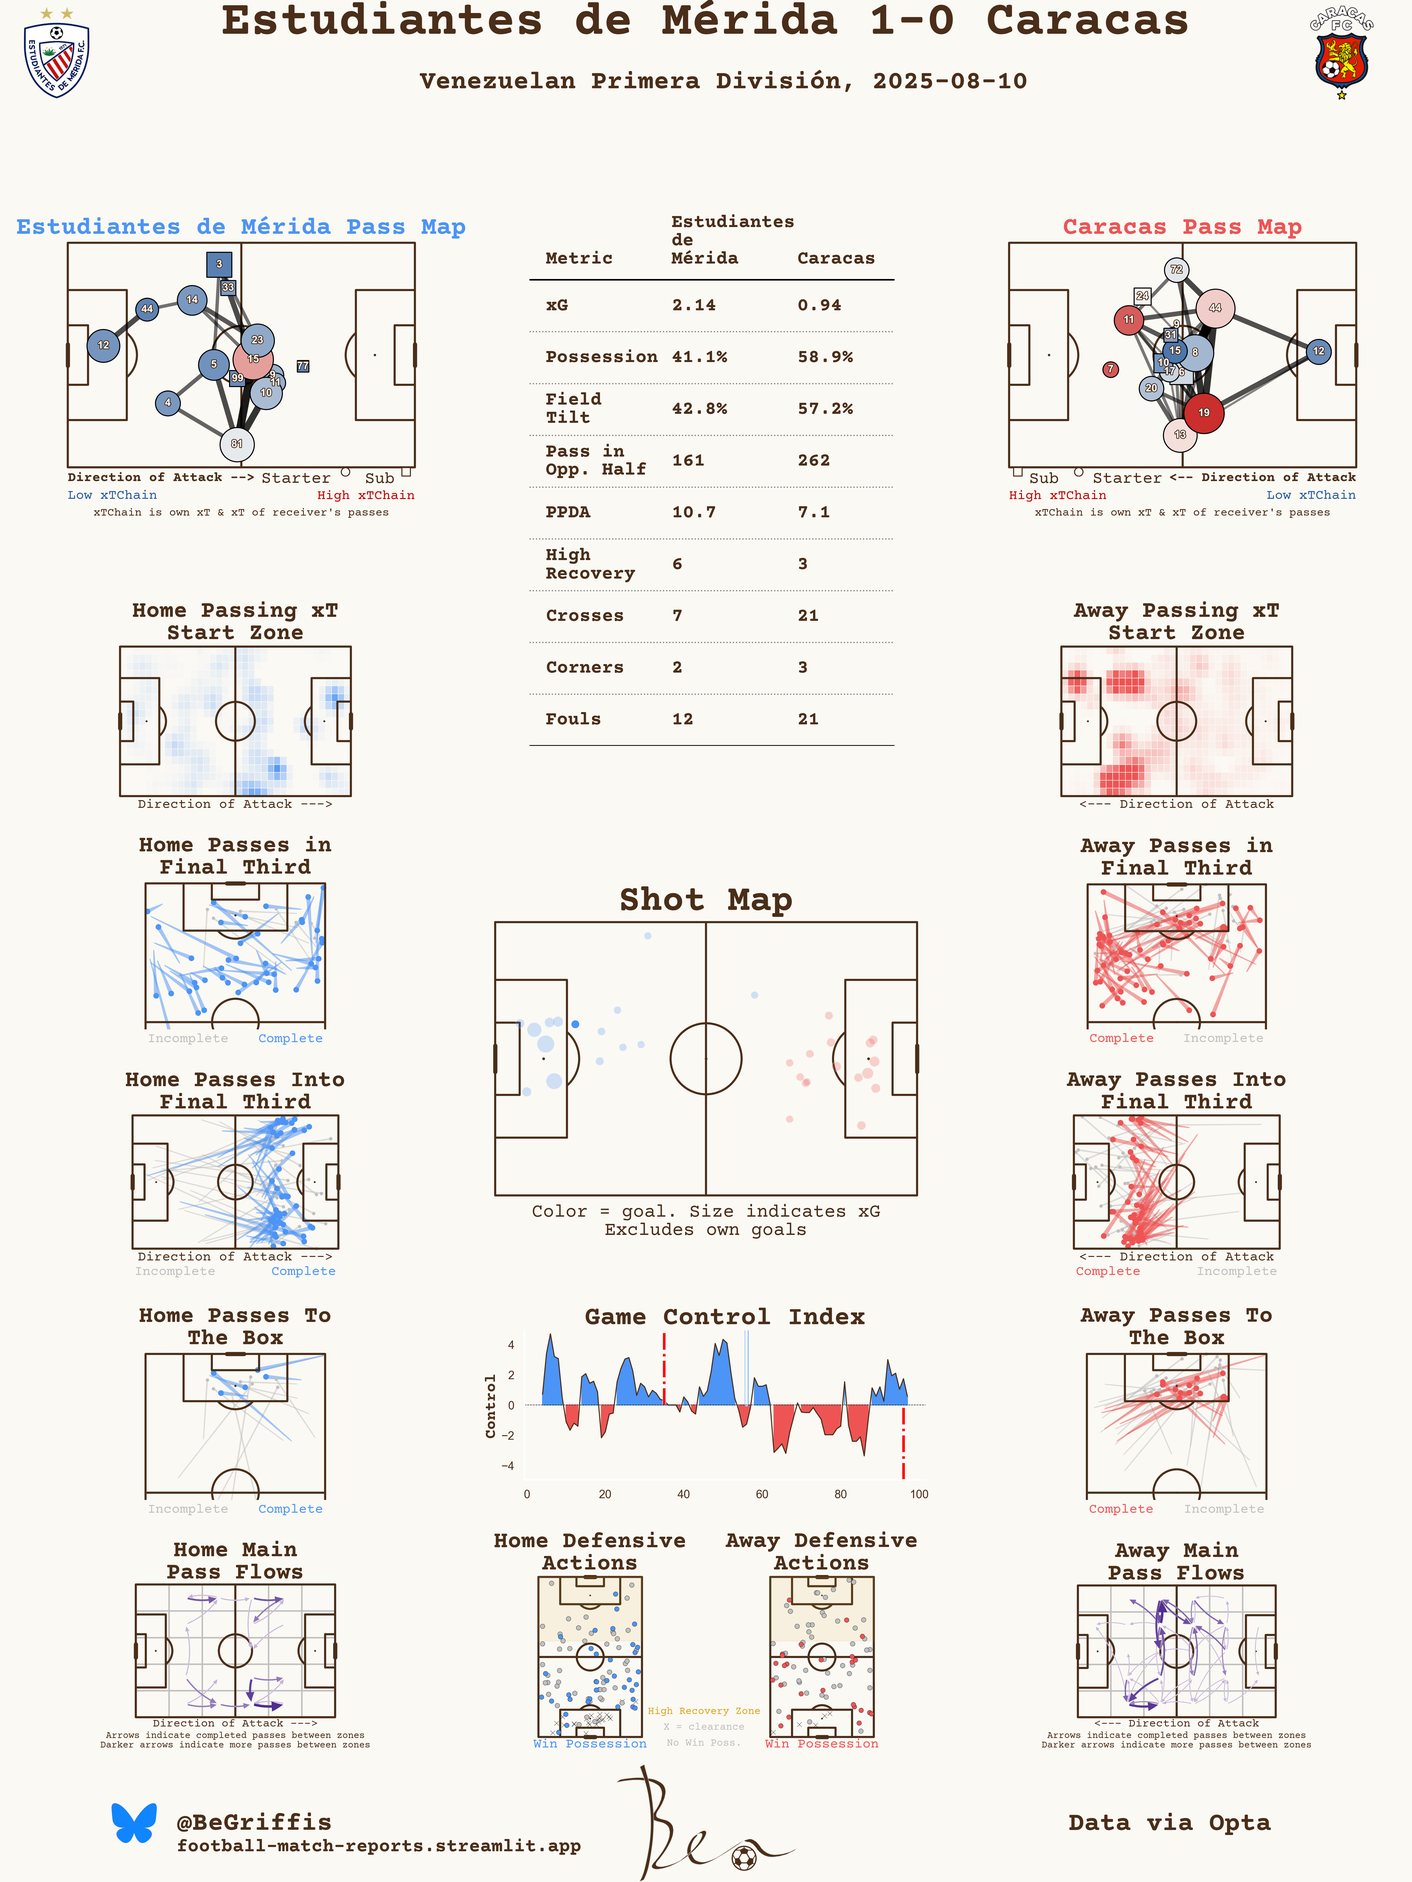 Estudiantes de Mérida 1-0 Caracas
Venezuelan Primera División, 2025-08-10
ESTUDIANTES DE MÉRIDA F.C.
CARACAS
FC
Estudiantes de Mérida Pass Map
3
33
44
14
12
23
15
5
99
9
11
77
10
4
81
Direction of Attack --> Starter Sub
Low xTChain High xTChain
xTChain is own xT & xT of receiver's passes
Estudiantes
de
Metric Mérida Caracas
xG 2.14 0.94
Possession 41.1% 58.9%
Field
Tilt 42.8% 57.2%
Pass in
Opp. Half 161 262
PPDA 10.7 7.1
High
Recovery 6 3
Crosses 7 21
Corners 2 3
Fouls 12 21
Caracas Pass Map
72
24
44
11
9
31
15
8
12
10
7
17
6
20
19
13
Sub Starter <-- Direction of Attack
High xTChain Low xTChain
xTChain is own xT & xT of receiver's passes
Home Passing xT
Start Zone
Direction of Attack --->
Away Passing xT
Start Zone
<--- Direction of Attack
Home Passes in
Final Third
Incomplete Complete
Away Passes in
Final Third
Complete Incomplete
Shot Map
Color = goal. Size indicates xG
Excludes own goals
Home Passes Into
Final Third
Direction of Attack --->
Incomplete Complete
Away Passes Into
Final Third
<--- Direction of Attack
Complete Incomplete
Home Passes To
The Box
Incomplete Complete
Game Control Index
Control
4
2
0
−2
−4
0 20 40 60 80 100
Away Passes To
The Box
Complete Incomplete
Home Main
Pass Flows
Direction of Attack --->
Arrows indicate completed passes between zones
Darker arrows indicate more passes between zones
Home Defensive
Actions
Win Possession
High Recovery Zone
X = clearance
No Win Poss.
Away Defensive
Actions
Win Possession
Away Main
Pass Flows
<--- Direction of Attack
Arrows indicate completed passes between zones
Darker arrows indicate more passes between zones
@BeGriffis
football-match-reports.streamlit.app
Ben
Data via Opta